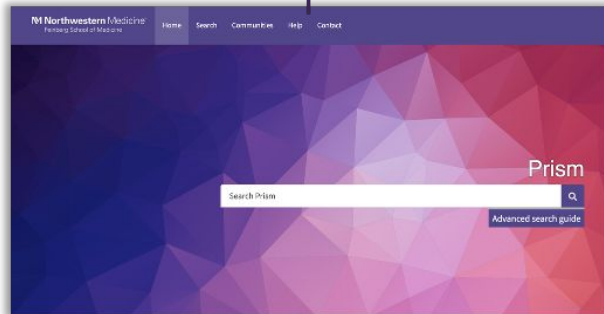 Northwestern Medicine
Feinberg School of Medicine
Home Search Communities Help Contact
Prism
Search Prism
Advanced search guide